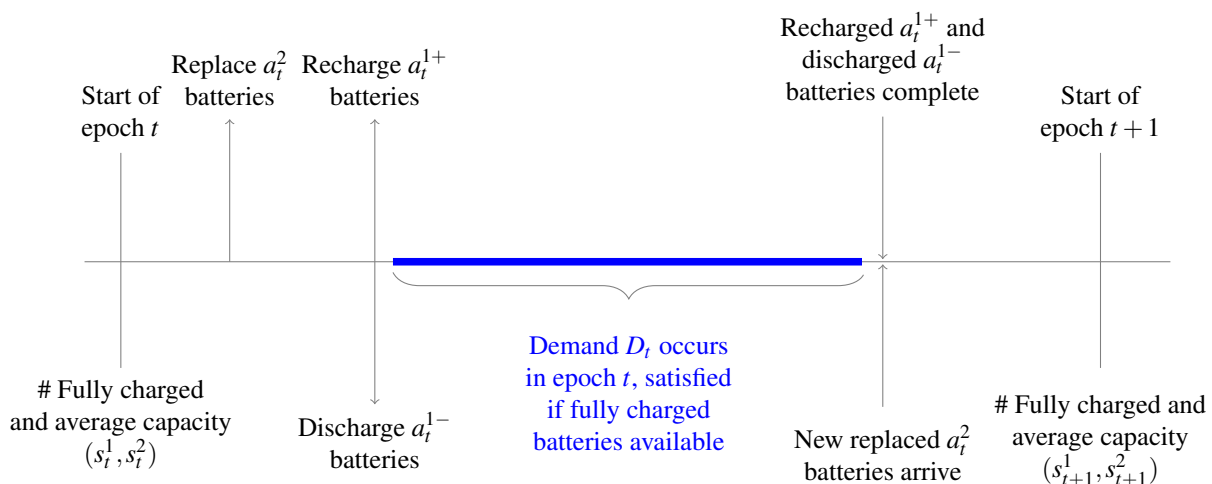 Start of
epoch t
Replace a_t^2
batteries
Recharge a_t^{1+}
batteries
Recharged a_t^{1+} and
discharged a_t^{1-}
batteries complete
Start of
epoch t + 1
# Fully charged
and average capacity
(s_t^1, s_t^2)
Discharge a_t^{1-}
batteries
Demand D_t occurs
in epoch t, satisfied
if fully charged
batteries available
New replaced a_t^2
batteries arrive
# Fully charged and
average capacity
(s_{t+1}^1, s_{t+1}^2)